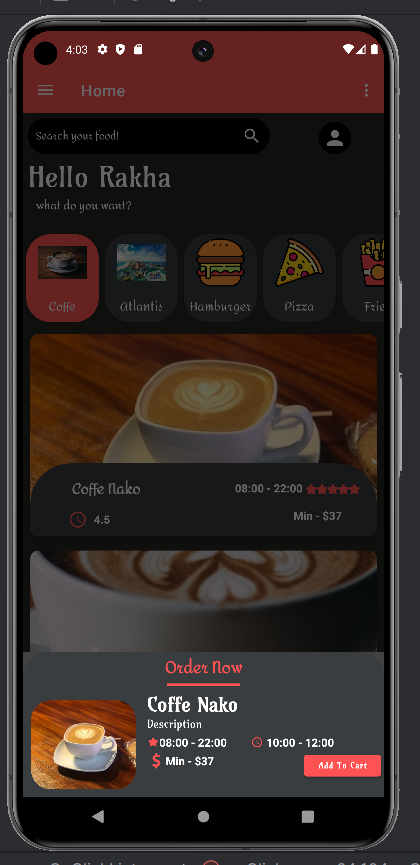 4:03
Home
Search your food!
Hello Rakha
what do you want?
Coffe
Atlantis
Hamburger
Pizza
Frie
Coffe Nako
08:00 - 22:00
4.5
Min - $37
Order Now
Coffe Nako
Description
08:00 - 22:00
10:00 - 12:00
$ Min - $37
Add To Cart